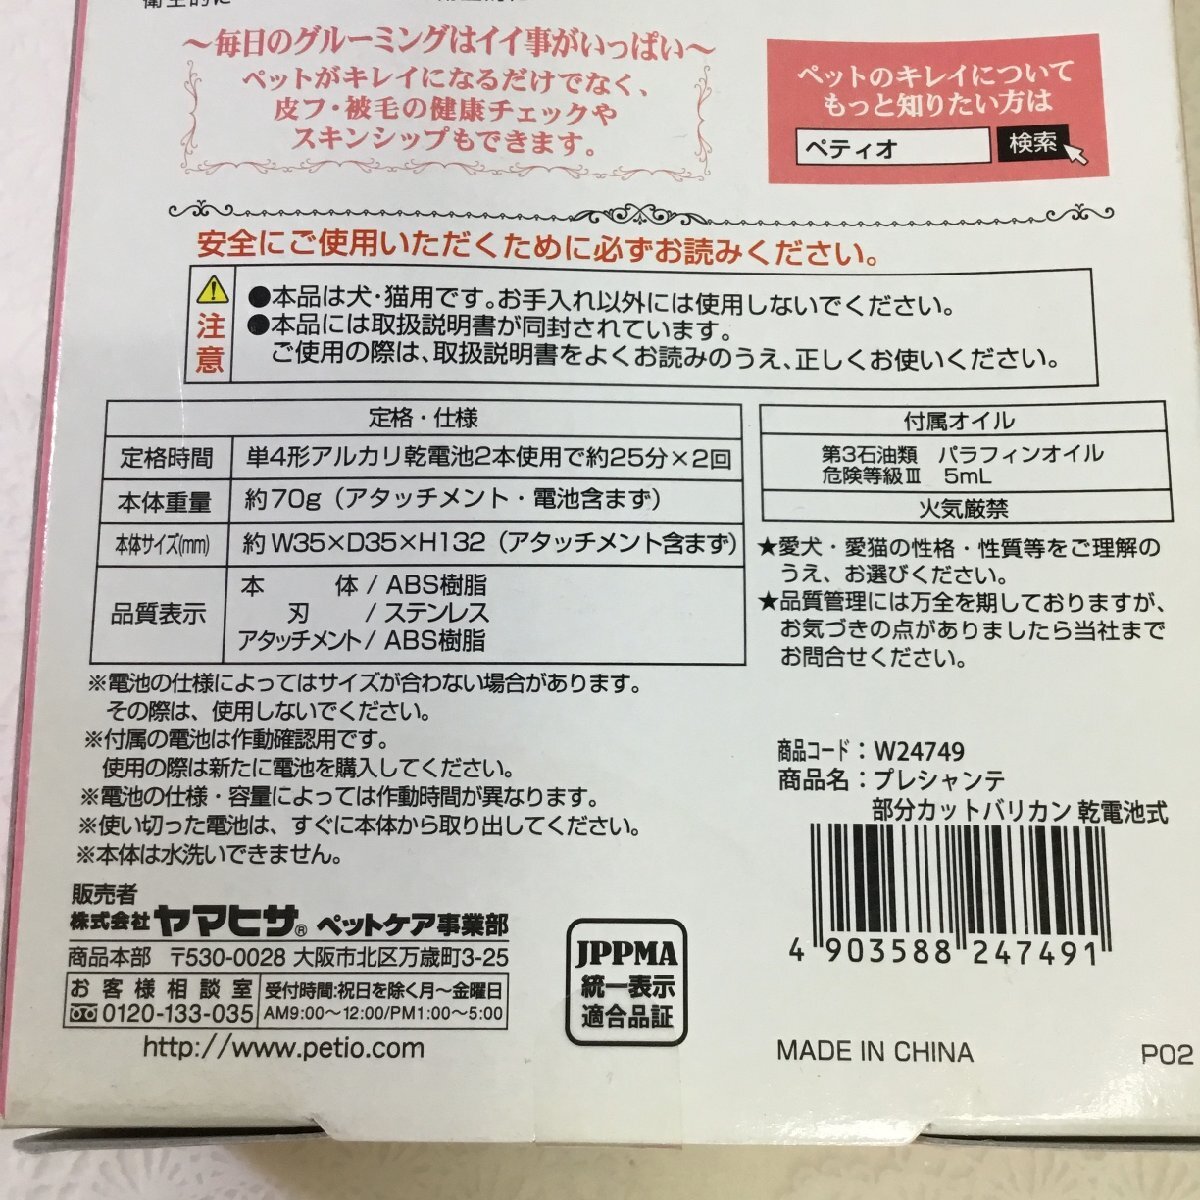 衛生的に
～毎日のグルーミングはイイ事がいっぱい～
ペットがキレイになるだけでなく、
皮フ・被毛の健康チェックや
スキンシップもできます。
ペットのキレイについて
もっと知りたい方は
ペティオ 検索
安全にご使用いただくために必ずお読みください。
注意
●本品は犬・猫用です。お手入れ以外には使用しないでください。
●本品には取扱説明書が同封されています。
ご使用の際は、取扱説明書をよくお読みのうえ、正しくお使いください。
定格・仕様
定格時間 単4形アルカリ乾電池2本使用で約25分×2回
本体重量 約70g（アタッチメント・電池含まず）
本体サイズ(mm) 約 W35×D35×H132（アタッチメント含まず）
品質表示 本 体 / ABS樹脂
刃 / ステンレス
アタッチメント / ABS樹脂
付属オイル
第3石油類 パラフィンオイル
危険等級Ⅲ 5mL
火気厳禁
★愛犬・愛猫の性格・性質等をご理解の
うえ、お選びください。
★品質管理には万全を期しておりますが、
お気づきの点がありましたら当社まで
お問合せください。
※電池の仕様によってはサイズが合わない場合があります。
その際は、使用しないでください。
※付属の電池は作動確認用です。
使用の際は新たに電池を購入してください。
※電池の仕様・容量によっては作動時間が異なります。
※使い切った電池は、すぐに本体から取り出してください。
※本体は水洗いできません。
販売者
株式会社 ヤマヒサ® ペットケア事業部
商品本部 〒530-0028 大阪市北区万歳町3-25
お客様相談室
0120-133-035
受付時間:祝日を除く月～金曜日
AM9:00～12:00/PM1:00～5:00
http://www.petio.com
JPPMA
統一表示
適合品証
商品コード：W24749
商品名：プレシャンテ
部分カットバリカン 乾電池式
4 903588 247491
MADE IN CHINA
P02